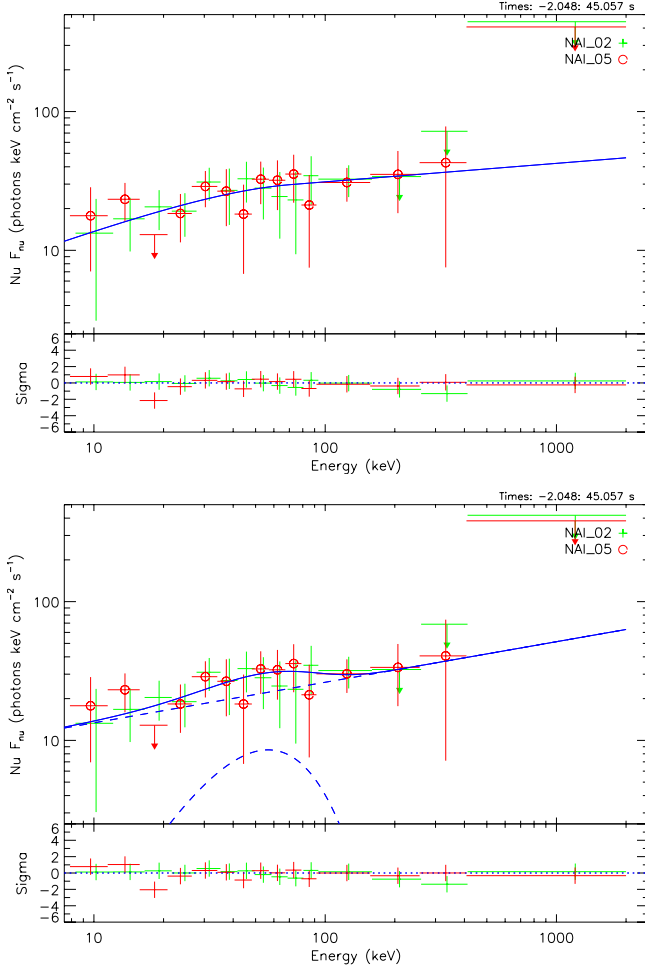 Times: -2.048: 45.057 s
NAI_02
NAI_05
100
10
Nu Fnu (photons keV cm-2 s-1)
6
4
2
0
-2
-4
-6
Sigma
10 100 1000
Energy (keV)
Times: -2.048: 45.057 s
NAI_02
NAI_05
100
10
Nu Fnu (photons keV cm-2 s-1)
6
4
2
0
-2
-4
-6
Sigma
10 100 1000
Energy (keV)